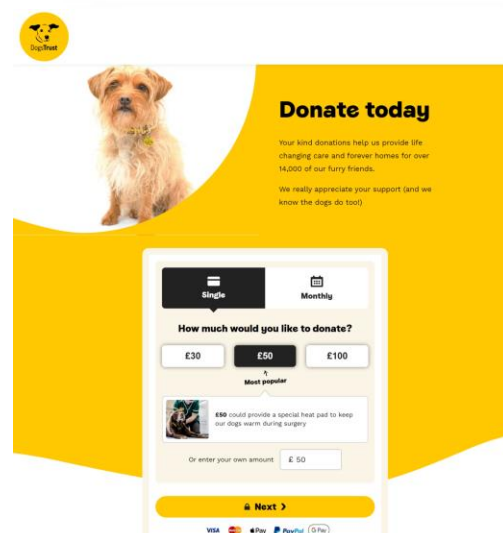 DogsTrust
Donate today
Your kind donations help us provide life
changing care and forever homes for over
14,000 of our furry friends.
We really appreciate your support (and we
know the dogs do too!)
Single
Monthly
How much would you like to donate?
£30
£50
£100
Most popular
£50 could provide a special heat pad to keep
our dogs warm during surgery
Or enter your own amount
£ 50
Next
VISA
Pay
PayPal
G Pay